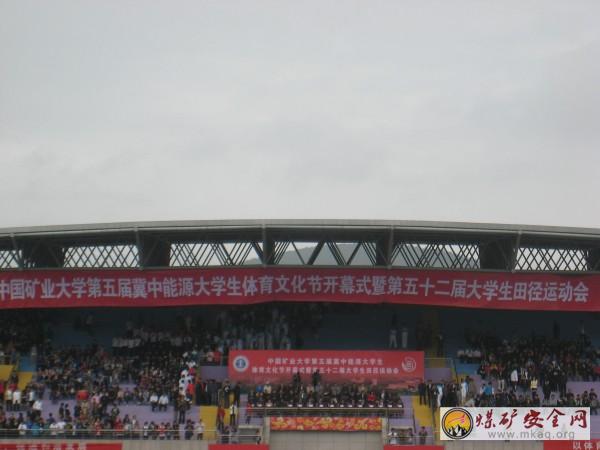 中国矿业大学第五届冀中能源大学生体育文化节开幕式暨第五十二届大学生田径运动会
中国矿业大学第五届冀中能源大学生
体育文化节开幕式暨第五十二届大学生田径运动会
煤矿安全网
www.mkaq.org